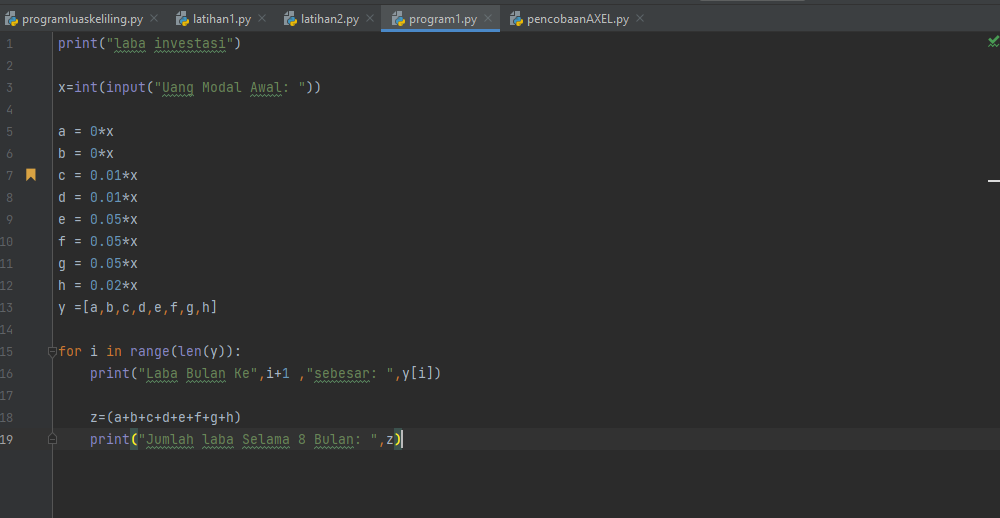 programluaskeliling.py latihan1.py latihan2.py program1.py pencobaanAXEL.py
1 print("laba investasi")
2
3 x=int(input("Uang Modal Awal: "))
4
5 a = 0*x
6 b = 0*x
7 c = 0.01*x
8 d = 0.01*x
9 e = 0.05*x
10 f = 0.05*x
11 g = 0.05*x
12 h = 0.02*x
13 y =[a,b,c,d,e,f,g,h]
14
15 for i in range(len(y)):
16     print("Laba Bulan Ke",i+1 ,"sebesar: ",y[i])
17
18     z=(a+b+c+d+e+f+g+h)
19     print("Jumlah laba Selama 8 Bulan: ",z)